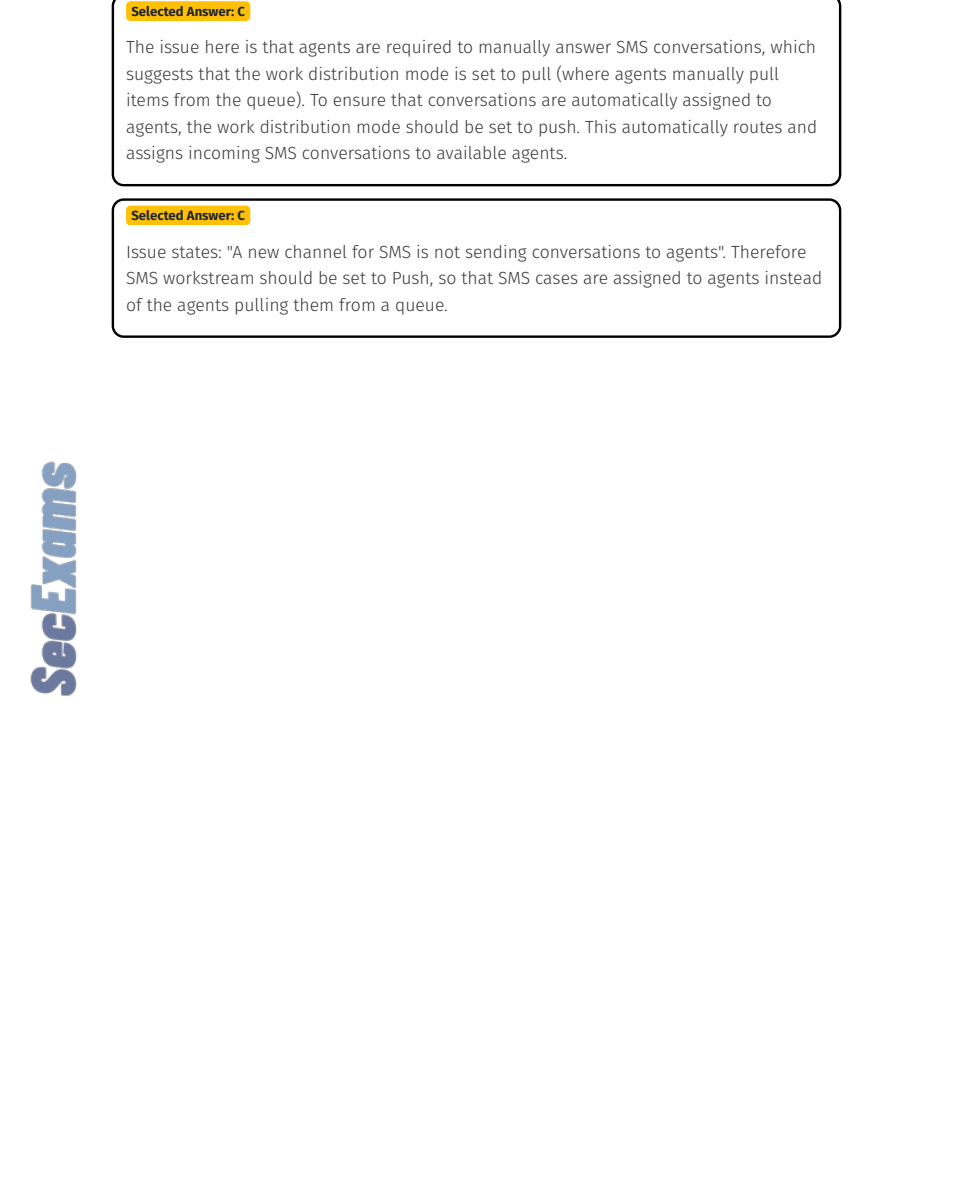 Selected Answer: C
The issue here is that agents are required to manually answer SMS conversations, which
suggests that the work distribution mode is set to pull (where agents manually pull
items from the queue). To ensure that conversations are automatically assigned to
agents, the work distribution mode should be set to push. This automatically routes and
assigns incoming SMS conversations to available agents.
Selected Answer: C
Issue states: "A new channel for SMS is not sending conversations to agents". Therefore
SMS workstream should be set to Push, so that SMS cases are assigned to agents instead
of the agents pulling them from a queue.
SecExams